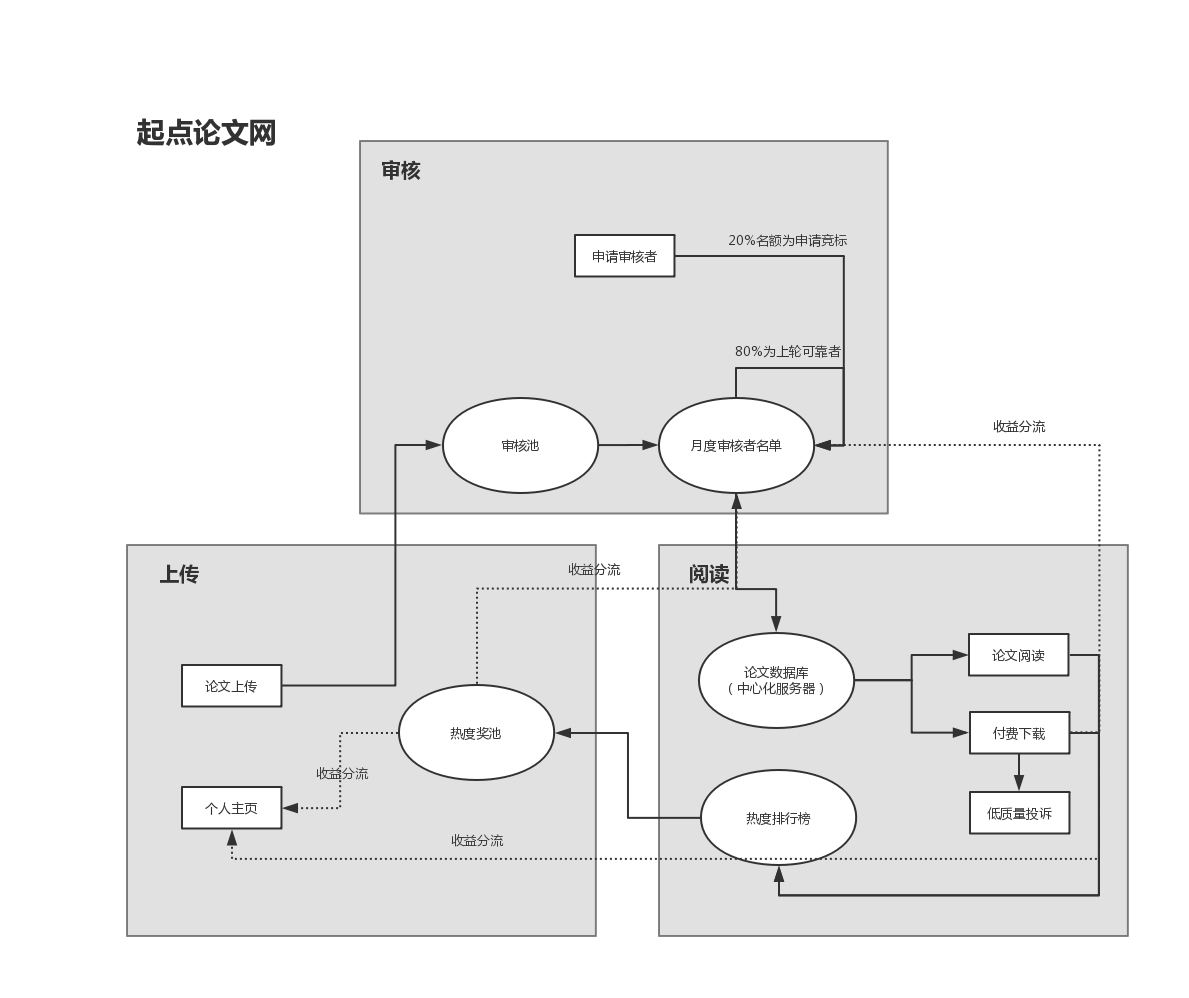 起点论文网
审核
申请审核者
20%名额为申请竞标
80%为上轮可靠者
审核池
月度审核者名单
收益分流
上传
收益分流
论文上传
热度奖池
收益分流
个人主页
收益分流
阅读
论文数据库
（中心化服务器）
论文阅读
付费下载
低质量投诉
热度排行榜